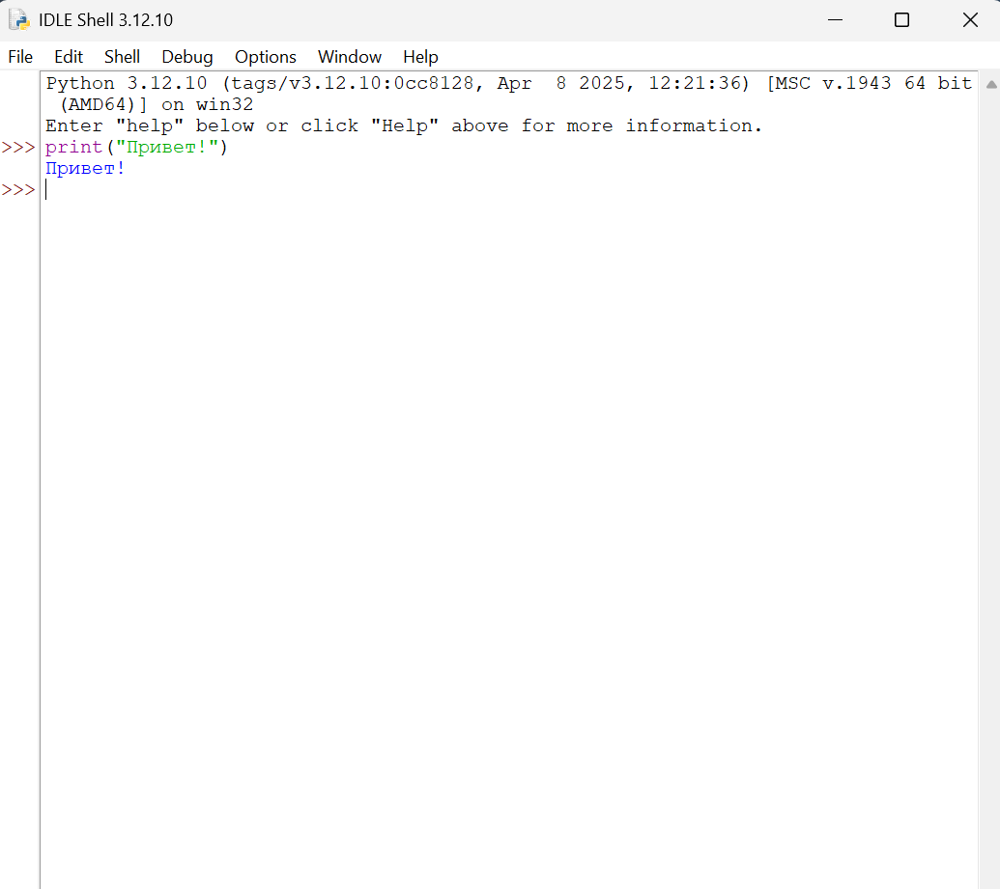 IDLE Shell 3.12.10
File Edit Shell Debug Options Window Help
Python 3.12.10 (tags/v3.12.10:0cc8128, Apr  8 2025, 12:21:36) [MSC v.1943 64 bit
 (AMD64)] on win32
Enter "help" below or click "Help" above for more information.
>>> print("Привет!")
Привет!
>>>